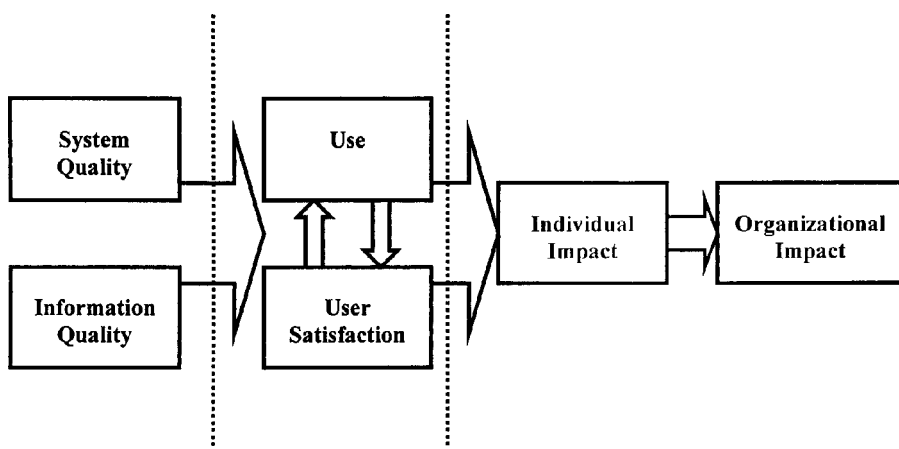 System
Quality
Information
Quality
Use
User
Satisfaction
Individual
Impact
Organizational
Impact